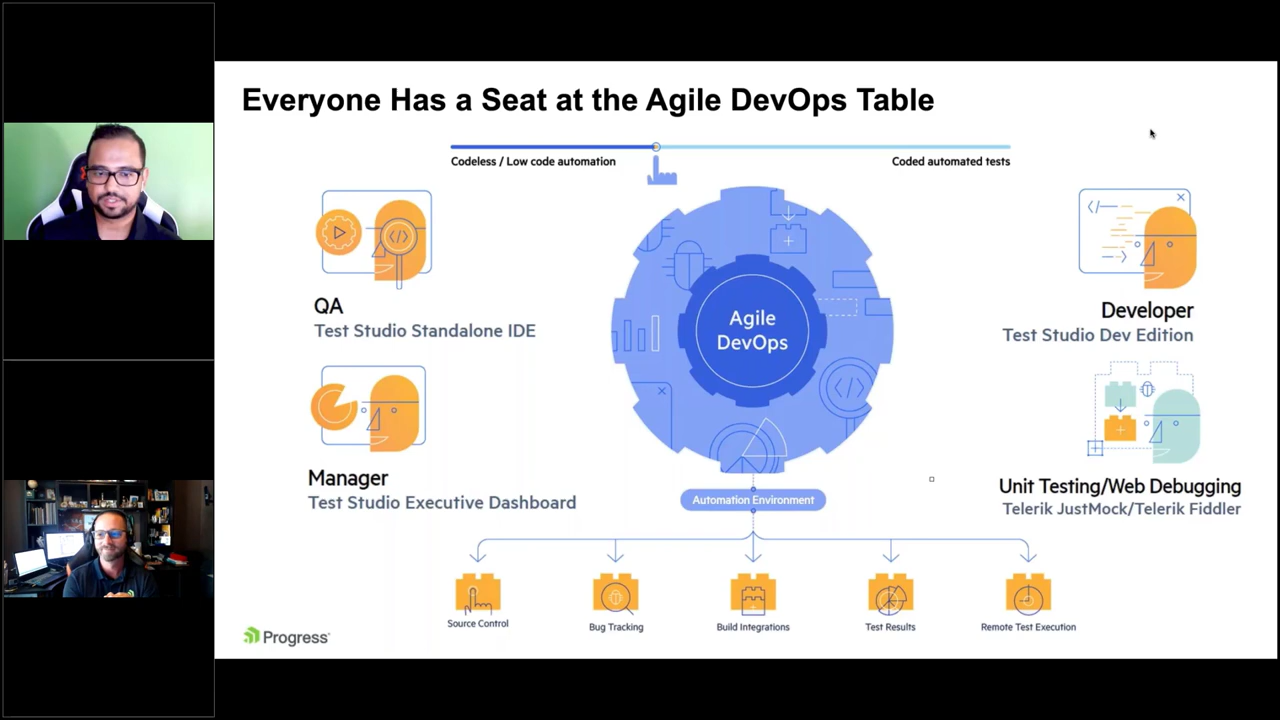 Everyone Has a Seat at the Agile DevOps Table
Codeless / Low code automation
Coded automated tests
QA
Test Studio Standalone IDE
Manager
Test Studio Executive Dashboard
Agile
DevOps
Developer
Test Studio Dev Edition
Unit Testing/Web Debugging
Telerik JustMock/Telerik Fiddler
Automation Environment
Source Control
Bug Tracking
Build Integrations
Test Results
Remote Test Execution
Progress